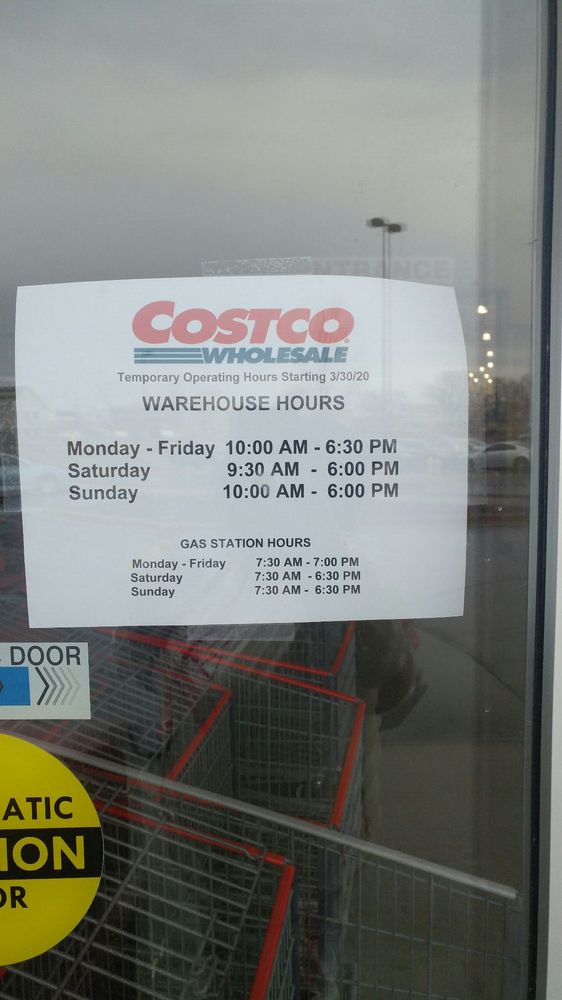 ENTRANCE
COSTCO
WHOLESALE
Temporary Operating Hours Starting 3/30/20
WAREHOUSE HOURS
Monday - Friday 10:00 AM - 6:30 PM
Saturday 9:30 AM - 6:00 PM
Sunday 10:00 AM - 6:00 PM
GAS STATION HOURS
Monday - Friday 7:30 AM - 7:00 PM
Saturday 7:30 AM - 6:30 PM
Sunday 7:30 AM - 6:30 PM
DOOR
ATIC
ION
OR